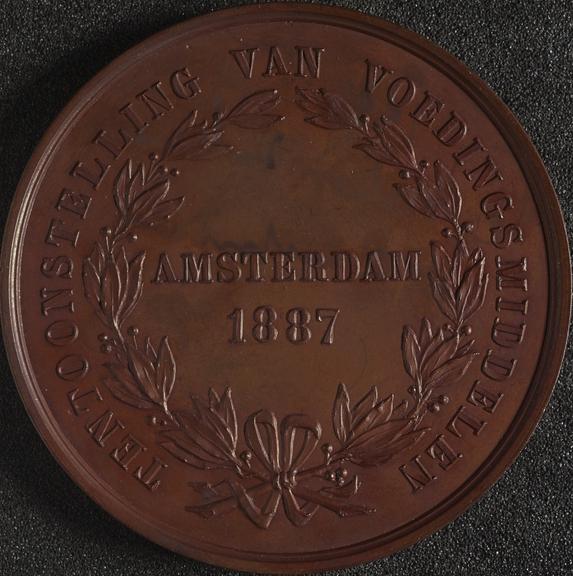 TENTOONSTELLING VAN VOEDINGSMIDDELEN
AMSTERDAM
1887